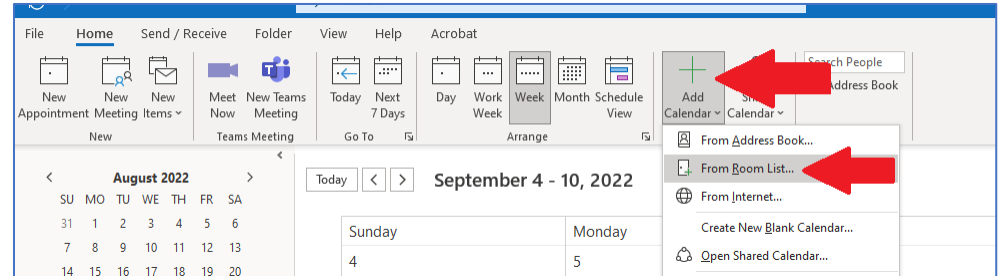 File Home Send / Receive Folder View Help Acrobat
New Appointment
New Meeting
New Items
New
Meet Now
New Teams Meeting
Teams Meeting
Today
Next 7 Days
Go To
Day
Work Week
Week
Month
Schedule View
Arrange
Add Calendar
Calendar
Search People
Address Book
From Address Book...
From Room List...
From Internet...
Create New Blank Calendar...
Open Shared Calendar...
August 2022
SU MO TU WE TH FR SA
31 1 2 3 4 5 6
7 8 9 10 11 12 13
14 15 16 17 18 19 20
Today
September 4 - 10, 2022
Sunday Monday
4 5